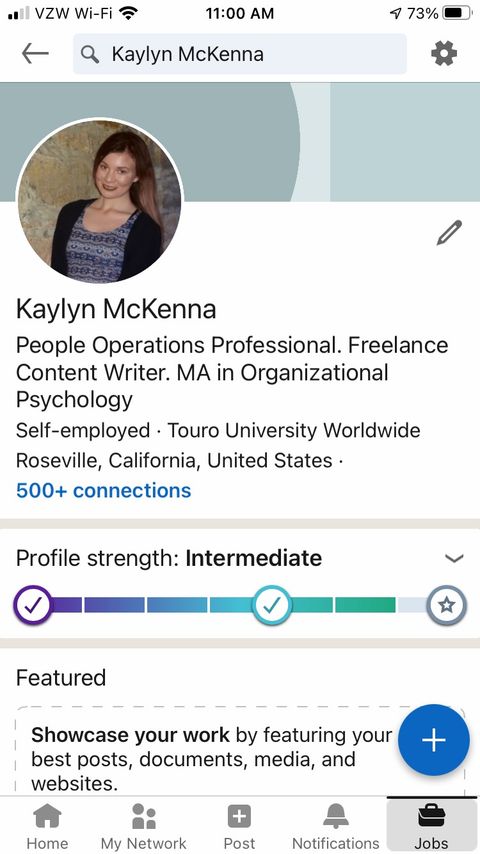 VZW Wi-Fi 11:00 AM 73%
Kaylyn McKenna
Kaylyn McKenna
People Operations Professional. Freelance
Content Writer. MA in Organizational
Psychology
Self-employed · Touro University Worldwide
Roseville, California, United States ·
500+ connections
Profile strength: Intermediate
Featured
Showcase your work by featuring your
best posts, documents, media, and
websites.
Home My Network Post Notifications Jobs